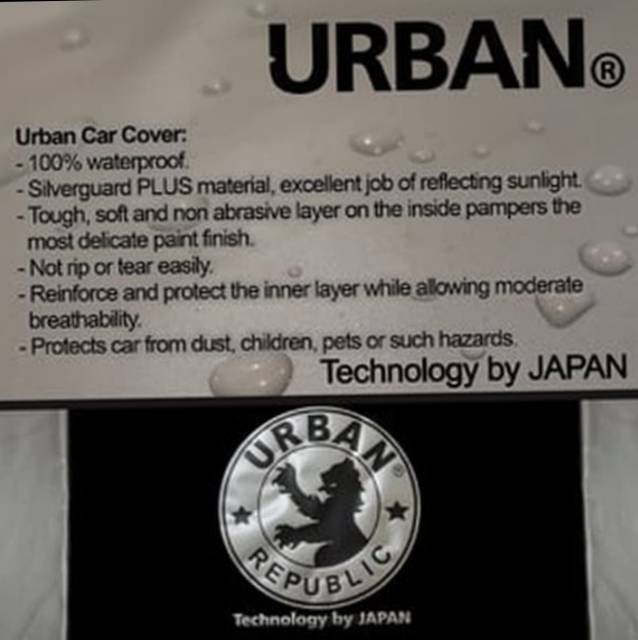 URBAN®
Urban Car Cover:
- 100% waterproof.
- Silverguard PLUS material, excellent job of reflecting sunlight.
- Tough, soft and non abrasive layer on the inside pampers the
most delicate paint finish.
- Not rip or tear easily.
- Reinforce and protect the inner layer while allowing moderate
breathability.
- Protects car from dust, children, pets or such hazards.
Technology by JAPAN
URBAN®
REPUBLIC
Technology by JAPAN